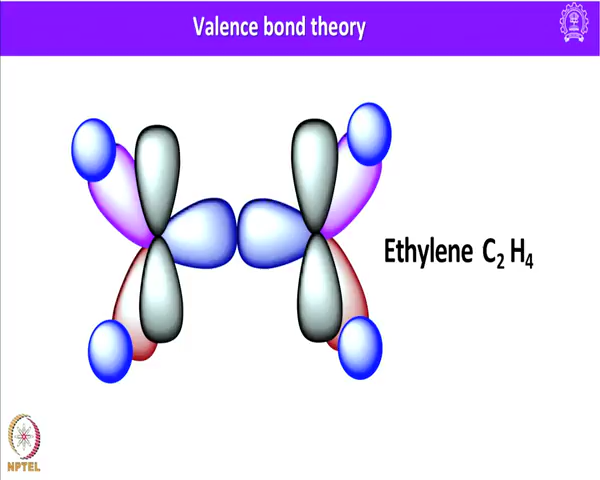 Valence bond theory
Ethylene C₂ H₄
NPTEL